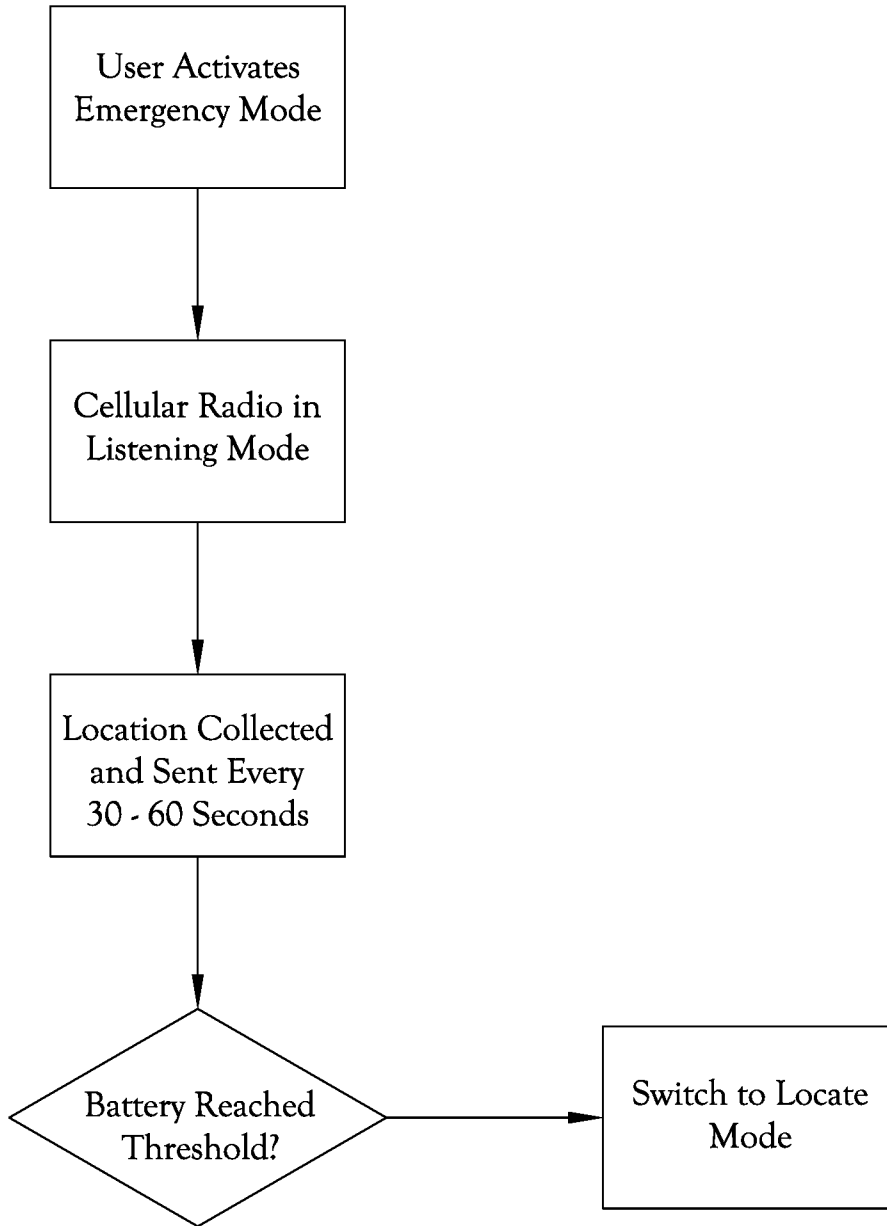 User Activates
Emergency Mode
Cellular Radio in
Listening Mode
Location Collected
and Sent Every
30 - 60 Seconds
Battery Reached
Threshold?
Switch to Locate
Mode